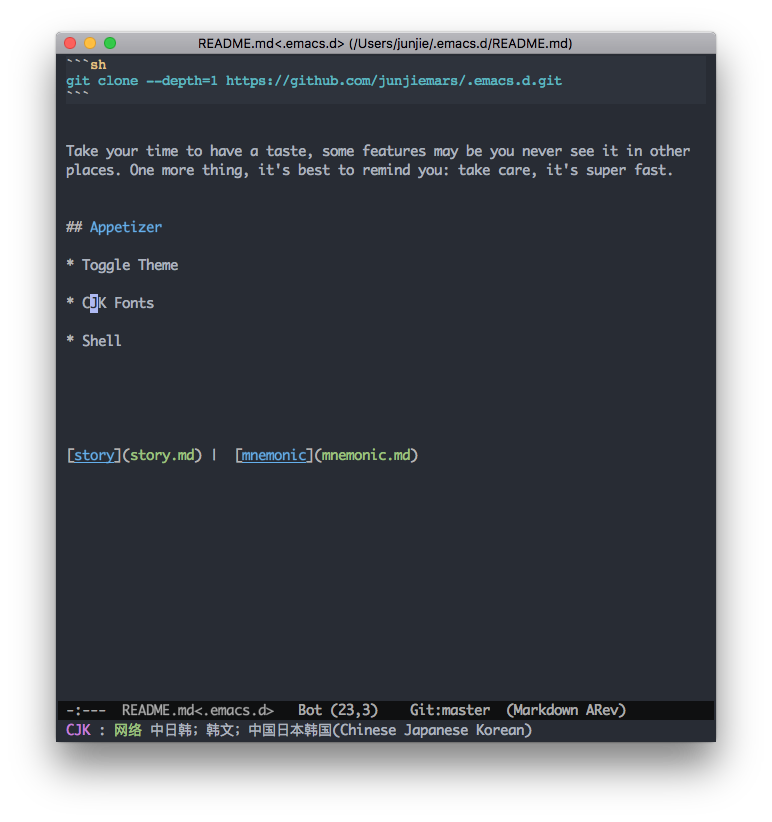 README.md<.emacs.d> (/Users/junjie/.emacs.d/README.md)
```sh
git clone --depth=1 https://github.com/junjiemars/.emacs.d.git
```
Take your time to have a taste, some features may be you never see it in other
places. One more thing, it's best to remind you: take care, it's super fast.
## Appetizer
* Toggle Theme
* CJK Fonts
* Shell
[story](story.md) |  [mnemonic](mnemonic.md)
-:---  README.md<.emacs.d>   Bot (23,3)    Git:master  (Markdown ARev)
CJK : 网络 中日韩; 韩文; 中国日本韩国(Chinese Japanese Korean)